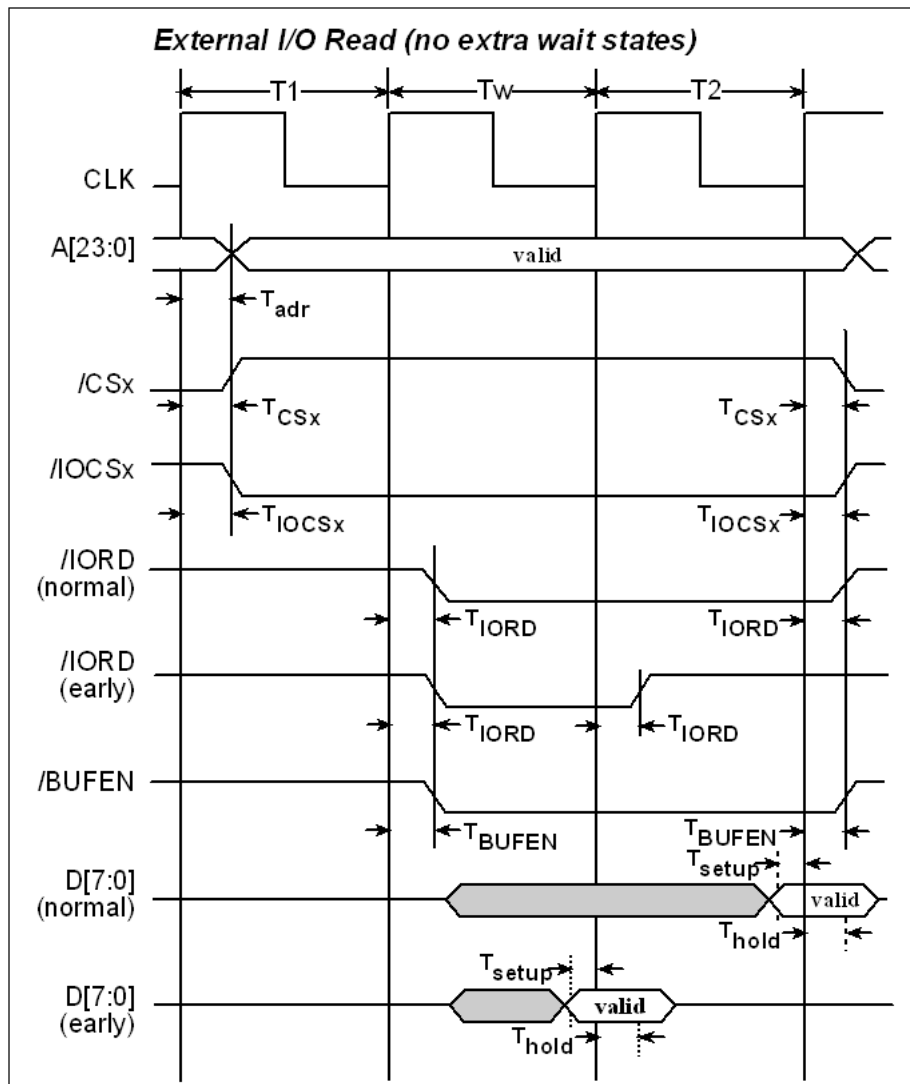 External I/O Read (no extra wait states)
T1 Tw T2
CLK
A[23:0] valid
Tadr
/CSx
TCSx TCSx
/IOCSx
TIOCSx TIOCSx
/IORD
(normal)
TIORD TIORD
/IORD
(early)
TIORD TIORD
/BUFEN
TBUFEN TBUFEN
Tsetup
D[7:0]
(normal) valid
Thold
Tsetup
D[7:0]
(early) valid
Thold